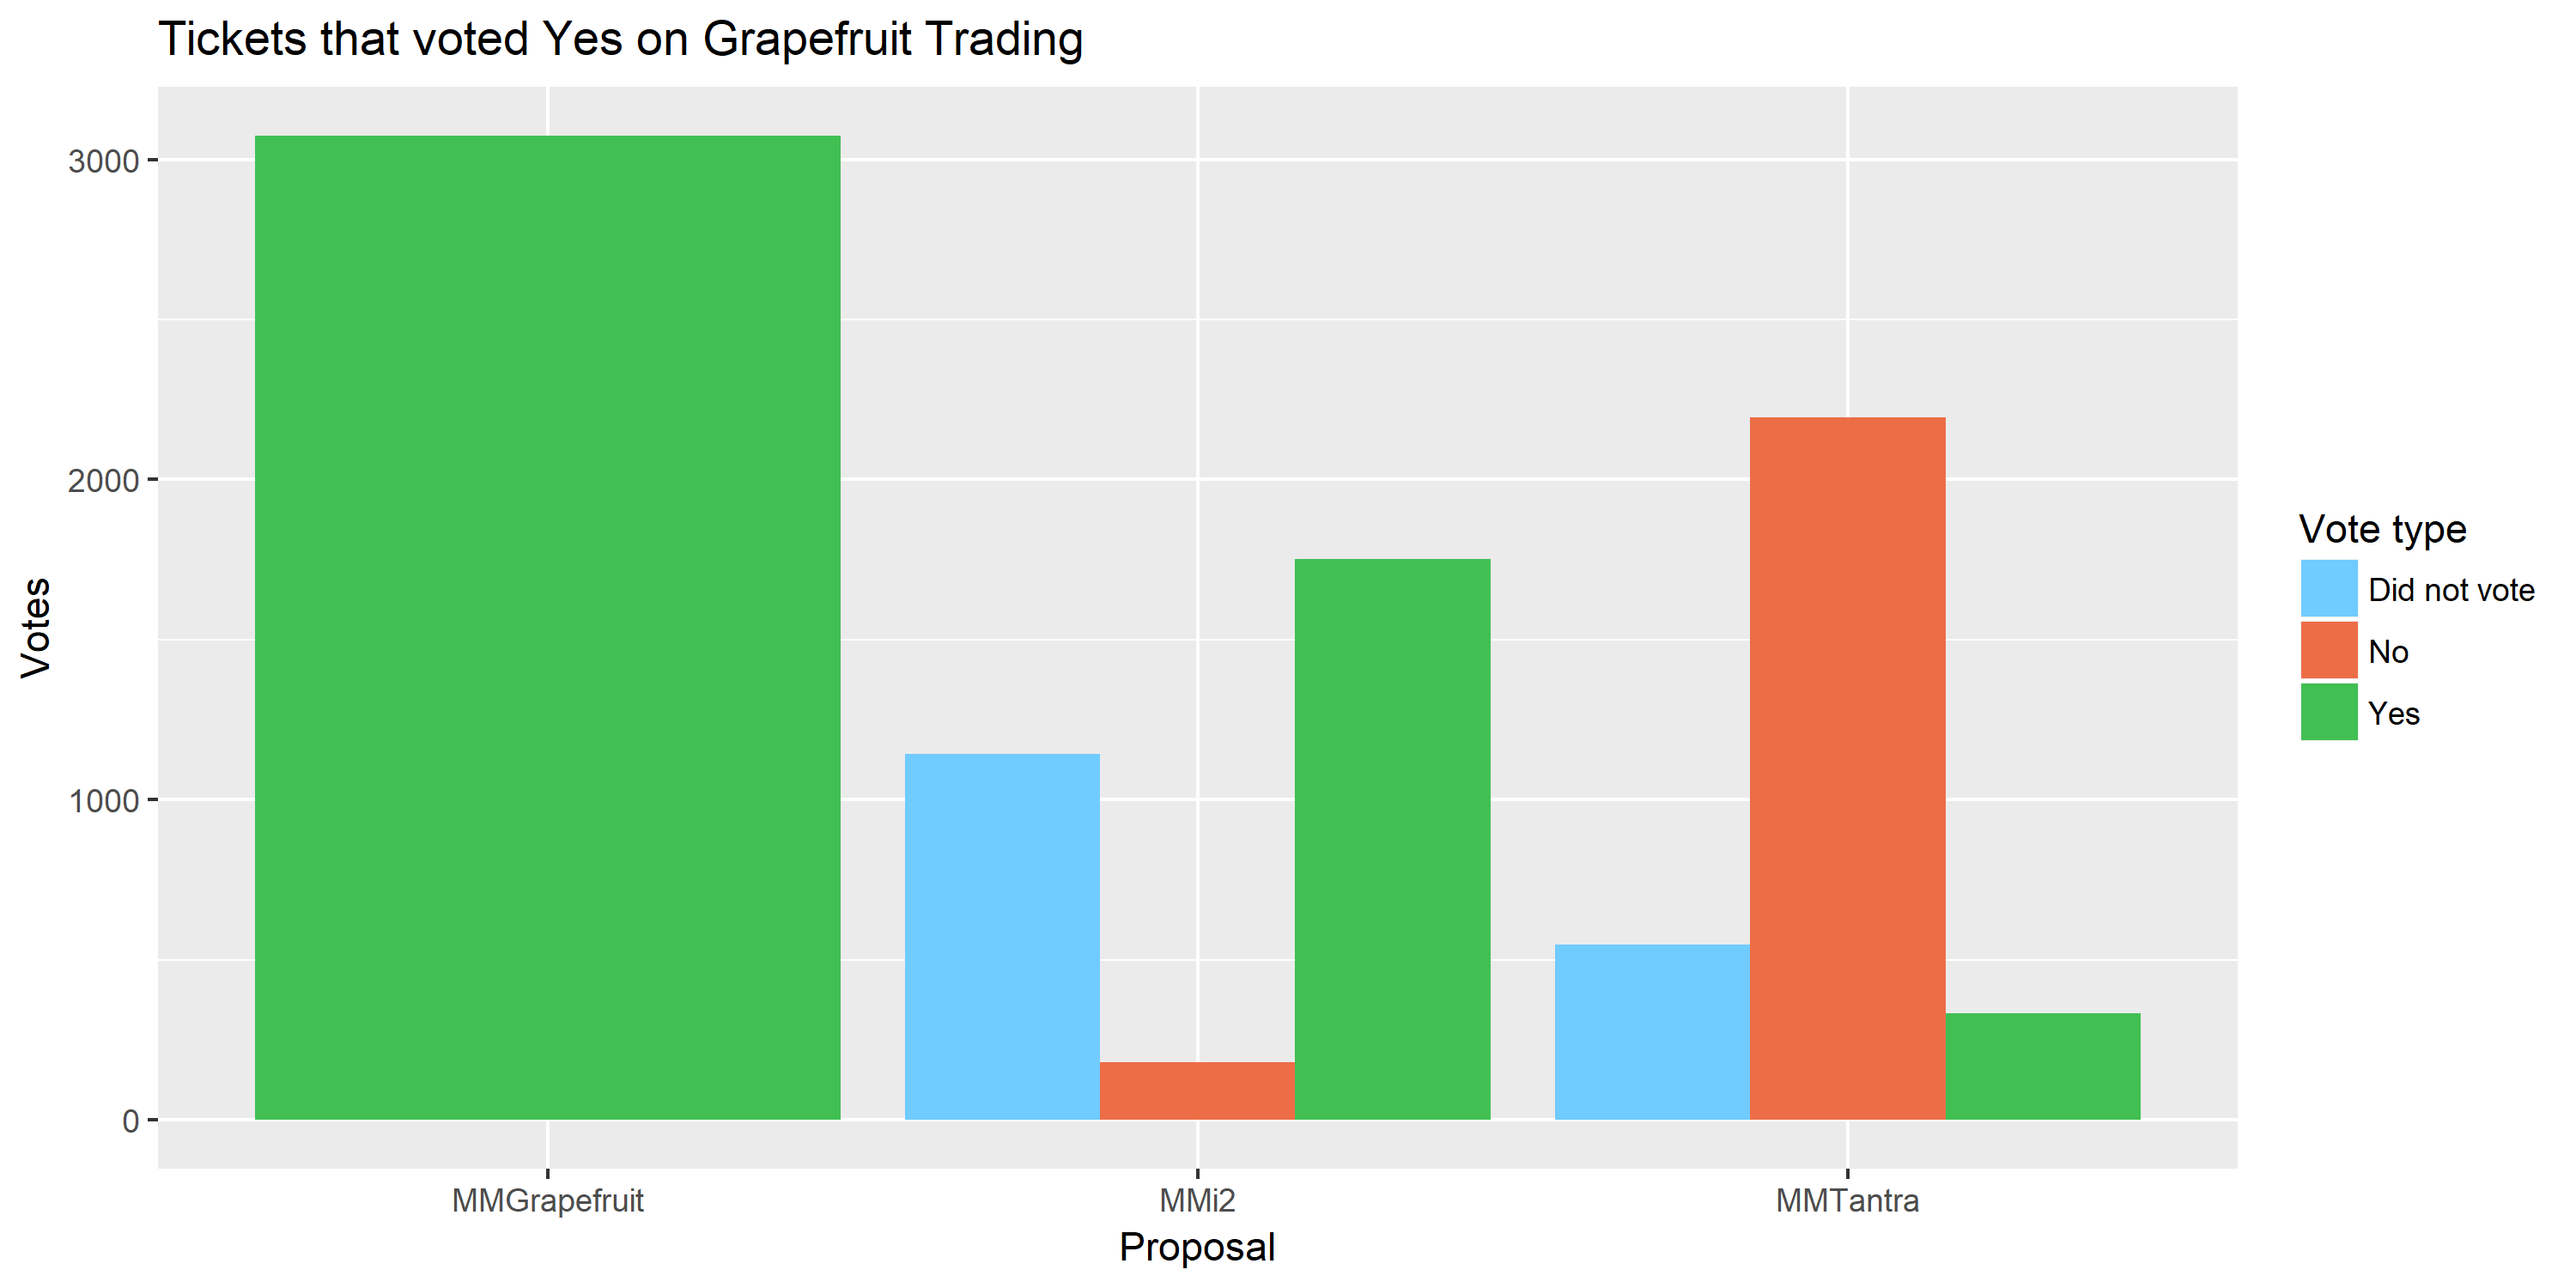 Tickets that voted Yes on Grapefruit Trading
Votes
3000
2000
1000
0
MMGrapefruit
MMi2
MMTantra
Proposal
Vote type
Did not vote
No
Yes